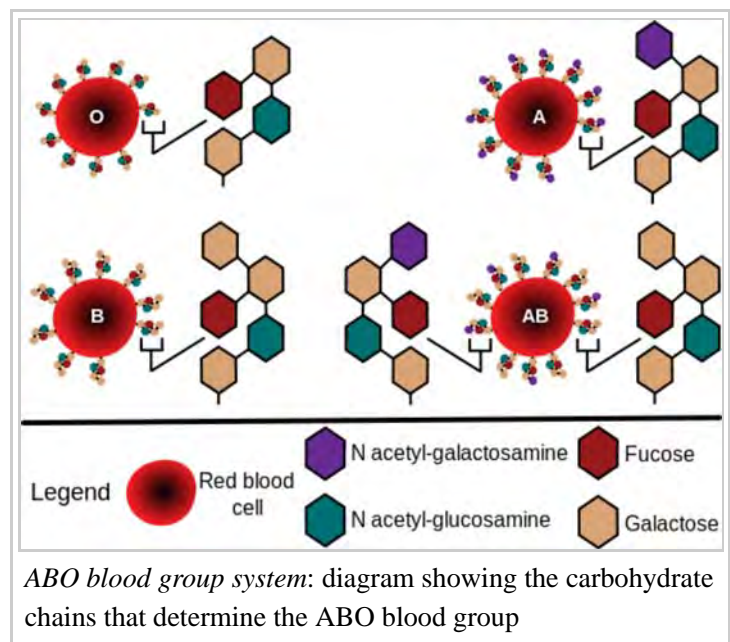 O
A
B
AB
Legend
Red blood
cell
N acetyl-galactosamine
Fucose
N acetyl-glucosamine
Galactose
ABO blood group system: diagram showing the carbohydrate
chains that determine the ABO blood group